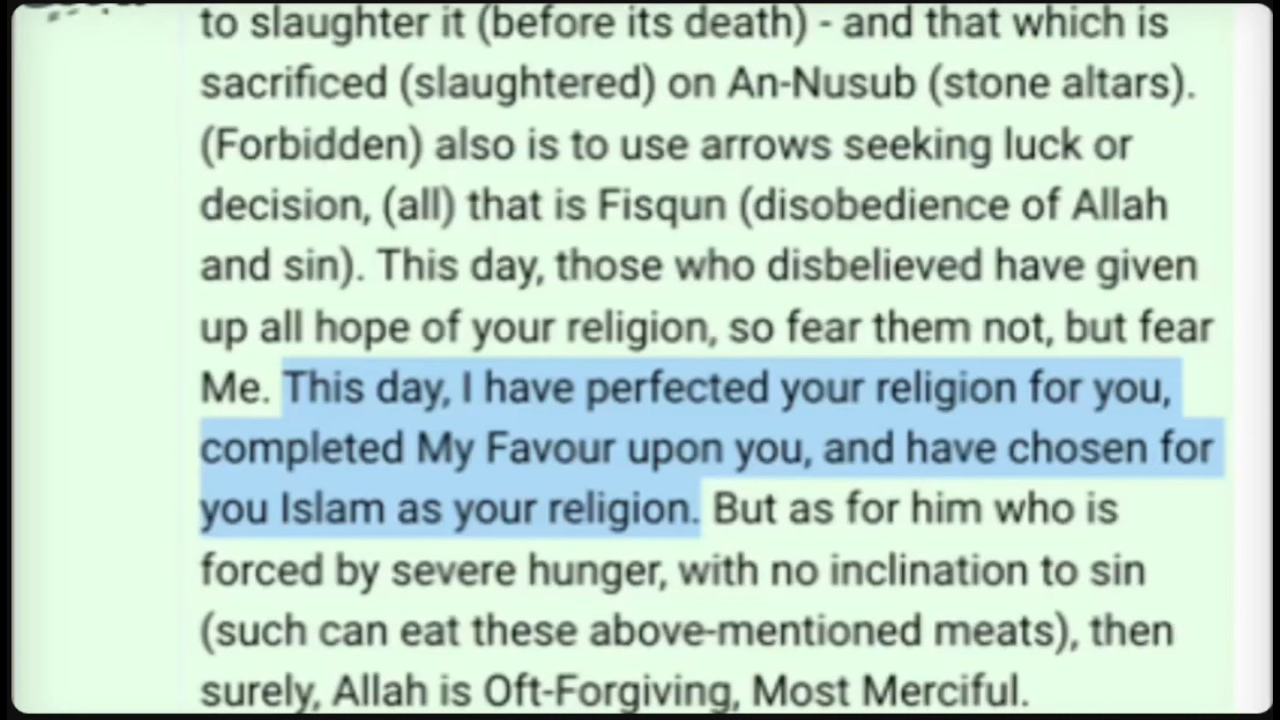 to slaughter it (before its death) - and that which is
sacrificed (slaughtered) on An-Nusub (stone altars).
(Forbidden) also is to use arrows seeking luck or
decision, (all) that is Fisqun (disobedience of Allah
and sin). This day, those who disbelieved have given
up all hope of your religion, so fear them not, but fear
Me. This day, I have perfected your religion for you,
completed My Favour upon you, and have chosen for
you Islam as your religion. But as for him who is
forced by severe hunger, with no inclination to sin
(such can eat these above-mentioned meats), then
surely, Allah is Oft-Forgiving, Most Merciful.